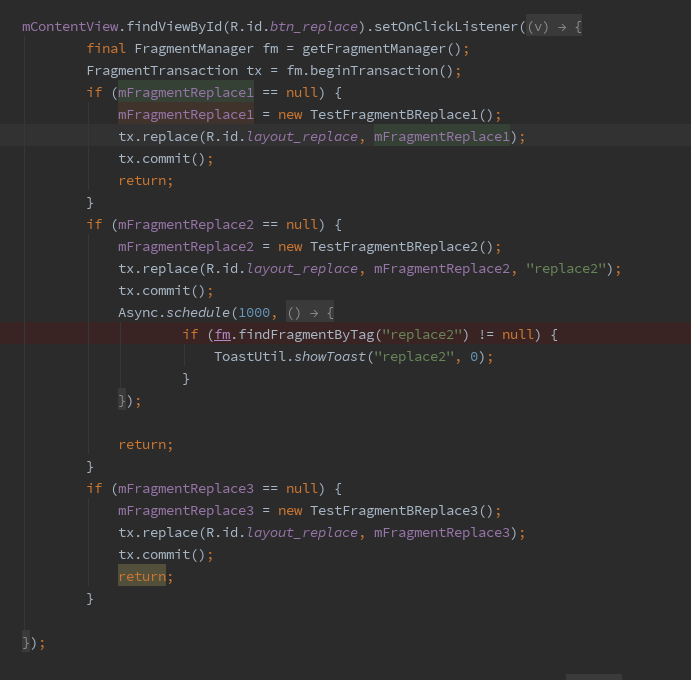 mContentView.findViewById(R.id.btn_replace).setOnClickListener((v) → {
final FragmentManager fm = getFragmentManager();
FragmentTransaction tx = fm.beginTransaction();
if (mFragmentReplace1 == null) {
mFragmentReplace1 = new TestFragmentBReplace1();
tx.replace(R.id.layout_replace, mFragmentReplace1);
tx.commit();
return;
}
if (mFragmentReplace2 == null) {
mFragmentReplace2 = new TestFragmentBReplace2();
tx.replace(R.id.layout_replace, mFragmentReplace2, "replace2");
tx.commit();
Async.schedule(1000, () → {
if (fm.findFragmentByTag("replace2") != null) {
ToastUtil.showToast("replace2", 0);
}
});
return;
}
if (mFragmentReplace3 == null) {
mFragmentReplace3 = new TestFragmentBReplace3();
tx.replace(R.id.layout_replace, mFragmentReplace3);
tx.commit();
return;
}
});